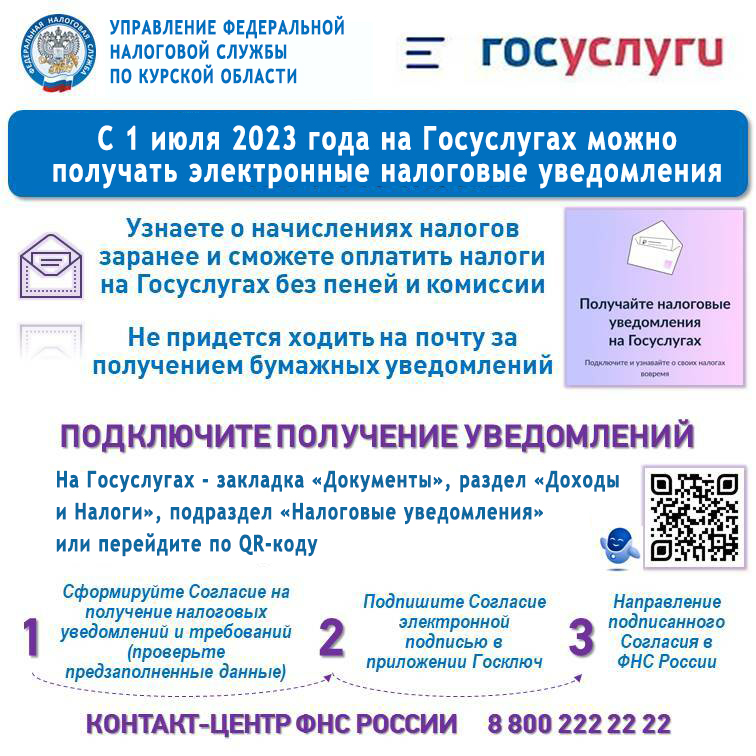 УПРАВЛЕНИЕ ФЕДЕРАЛЬНОЙ
НАЛОГОВОЙ СЛУЖБЫ
ПО КУРСКОЙ ОБЛАСТИ
ФЕДЕРАЛЬНАЯ НАЛОГОВАЯ СЛУЖБА
госуслуги
С 1 июля 2023 года на Госуслугах можно
получать электронные налоговые уведомления
Узнаете о начислениях налогов
заранее и сможете оплатить налоги
на Госуслугах без пеней и комиссии
Не придется ходить на почту за
получением бумажных уведомлений
Получайте налоговые
уведомления
на Госуслугах
Подключите и узнавайте о своих налогах
вовремя
ПОДКЛЮЧИТЕ ПОЛУЧЕНИЕ УВЕДОМЛЕНИЙ
На Госуслугах - закладка «Документы», раздел «Доходы
и Налоги», подраздел «Налоговые уведомления»
или перейдите по QR-коду
1
Сформируйте Согласие на
получение налоговых
уведомлений и требований
(проверьте
предзаполненные данные)
2
Подпишите Согласие
электронной
подписью в
приложении Госключ
3
Направление
подписанного
Согласия в
ФНС России
КОНТАКТ-ЦЕНТР ФНС РОССИИ 8 800 222 22 22